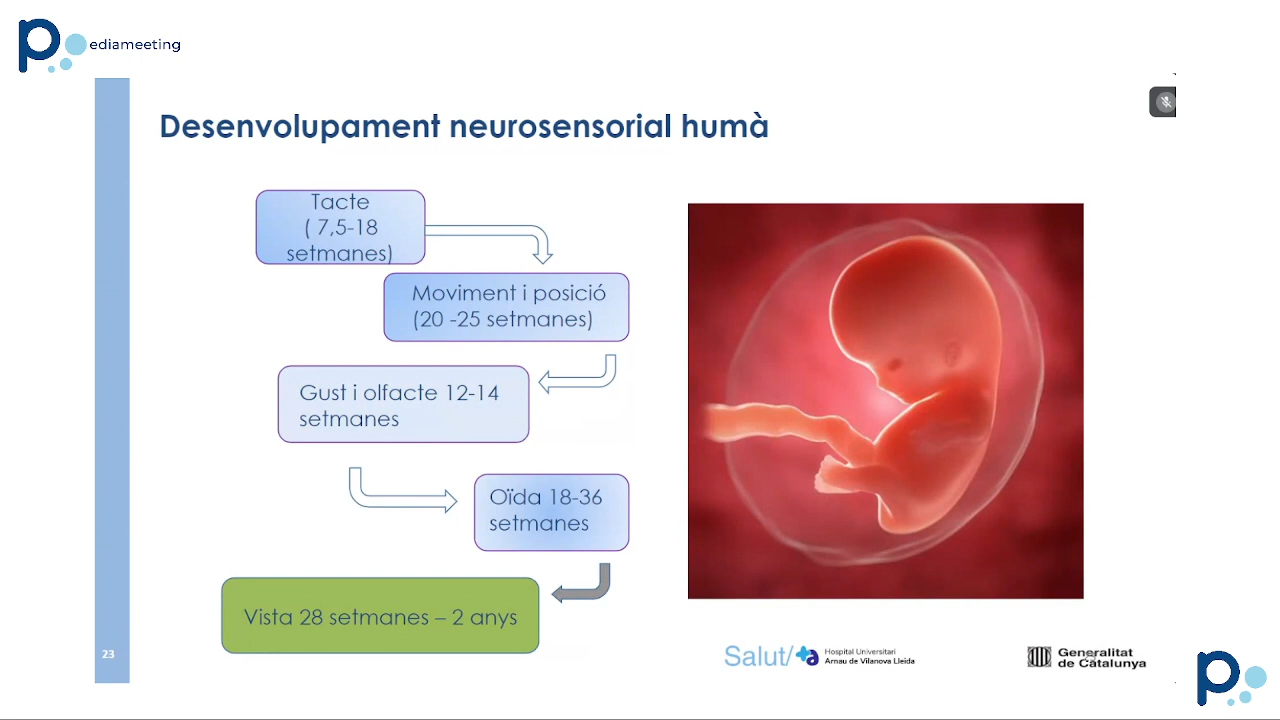 ediameeting
Desenvolupament neurosensorial humà
Tacte
( 7,5-18
setmanes)
Moviment i posició
(20 -25 setmanes)
Gust i olfacte 12-14
setmanes
Oïda 18-36
setmanes
Vista 28 setmanes – 2 anys
23
Salut/
Hospital Universitari
Arnau de Vilanova Lleida
Generalitat
de Catalunya